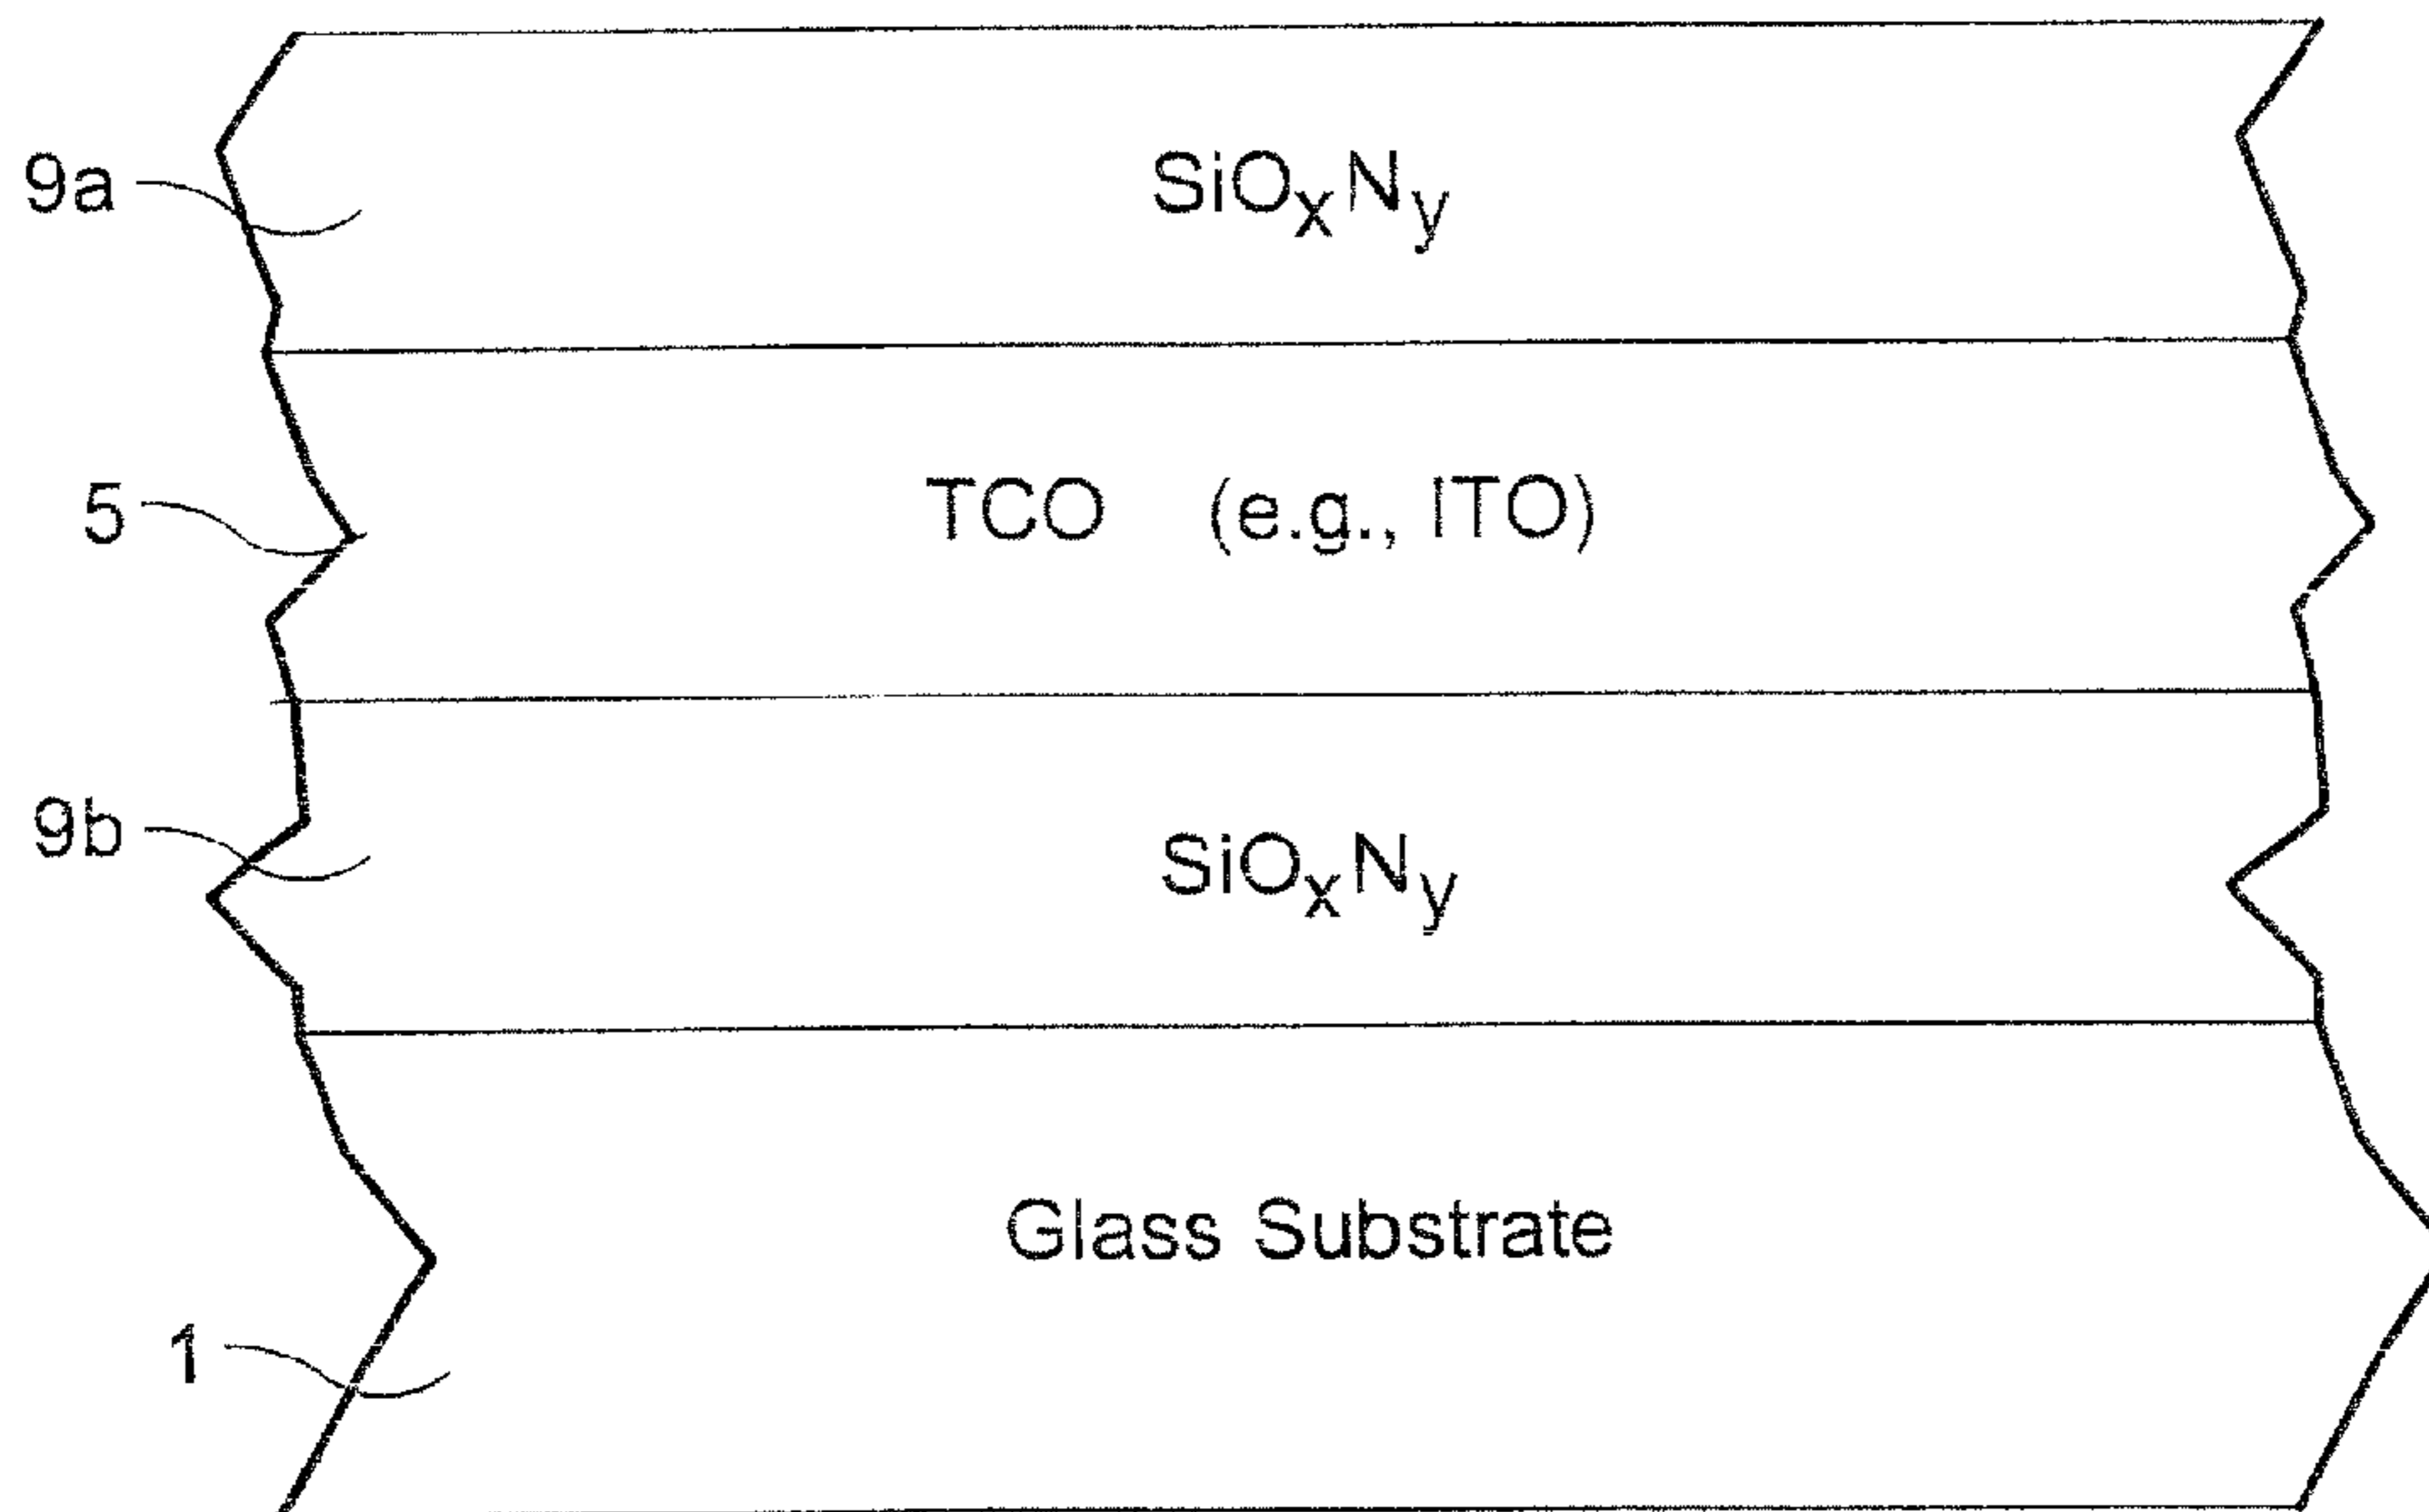 9a
SiOxNy
5
TCO (e.g., ITO)
9b
SiOxNy
Glass Substrate
1